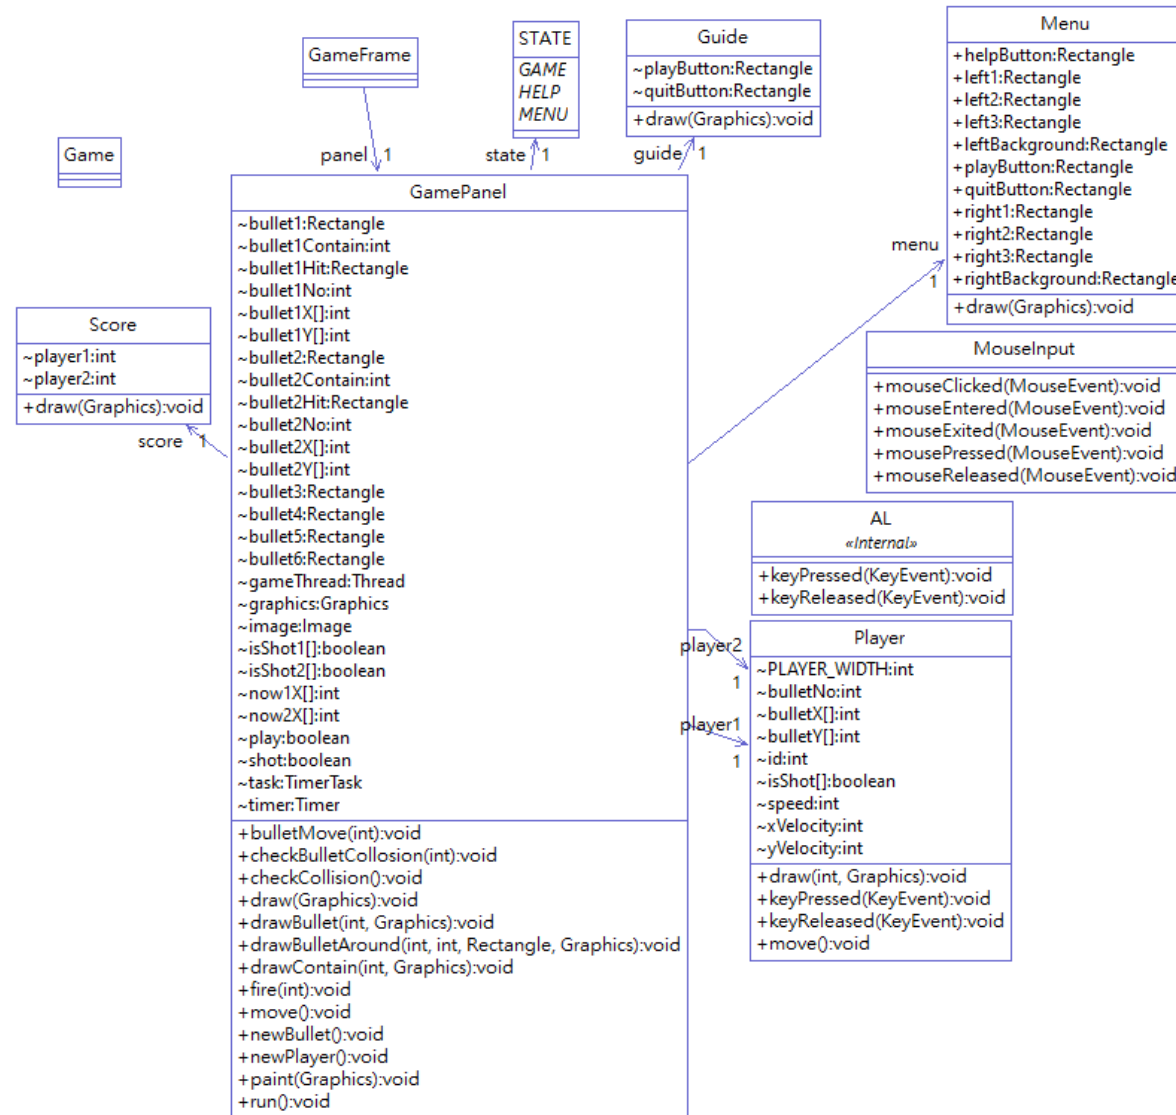 GameFrame
panel 1
STATE
GAME
HELP
MENU
state 1
Guide
~playButton:Rectangle
~quitButton:Rectangle
+draw(Graphics):void
guide 1
Menu
+helpButton:Rectangle
+left1:Rectangle
+left2:Rectangle
+left3:Rectangle
+leftBackground:Rectangle
+playButton:Rectangle
+quitButton:Rectangle
+right1:Rectangle
+right2:Rectangle
+right3:Rectangle
+rightBackground:Rectangle
+draw(Graphics):void
menu
1
Game
GamePanel
~bullet1:Rectangle
~bullet1Contain:int
~bullet1Hit:Rectangle
~bullet1No:int
~bullet1X[]:int
~bullet1Y[]:int
~bullet2:Rectangle
~bullet2Contain:int
~bullet2Hit:Rectangle
~bullet2No:int
~bullet2X[]:int
~bullet2Y[]:int
~bullet3:Rectangle
~bullet4:Rectangle
~bullet5:Rectangle
~bullet6:Rectangle
~gameThread:Thread
~graphics:Graphics
~image:Image
~isShot1[]:boolean
~isShot2[]:boolean
~now1X[]:int
~now2X[]:int
~play:boolean
~shot:boolean
~task:TimerTask
~timer:Timer
+bulletMove(int):void
+checkBulletCollosion(int):void
+checkCollision():void
+draw(Graphics):void
+drawBullet(int, Graphics):void
+drawBulletAround(int, int, Rectangle, Graphics):void
+drawContain(int, Graphics):void
+fire(int):void
+move():void
+newBullet():void
+newPlayer():void
+paint(Graphics):void
+run():void
Score
~player1:int
~player2:int
+draw(Graphics):void
score 1
MouseInput
+mouseClicked(MouseEvent):void
+mouseEntered(MouseEvent):void
+mouseExited(MouseEvent):void
+mousePressed(MouseEvent):void
+mouseReleased(MouseEvent):void
AL
«Internal»
+keyPressed(KeyEvent):void
+keyReleased(KeyEvent):void
player2
1
player1
1
Player
~PLAYER_WIDTH:int
~bulletNo:int
~bulletX[]:int
~bulletY[]:int
~id:int
~isShot[]:boolean
~speed:int
~xVelocity:int
~yVelocity:int
+draw(int, Graphics):void
+keyPressed(KeyEvent):void
+keyReleased(KeyEvent):void
+move():void